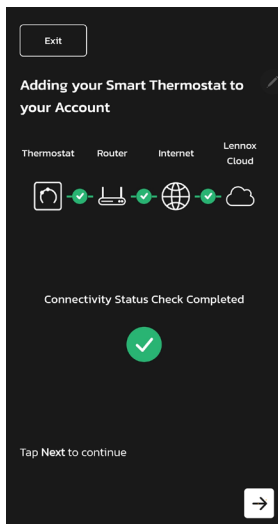 Exit
Adding your Smart Thermostat to
your Account
Thermostat Router Internet Lennox
Cloud
Connectivity Status Check Completed
Tap Next to continue